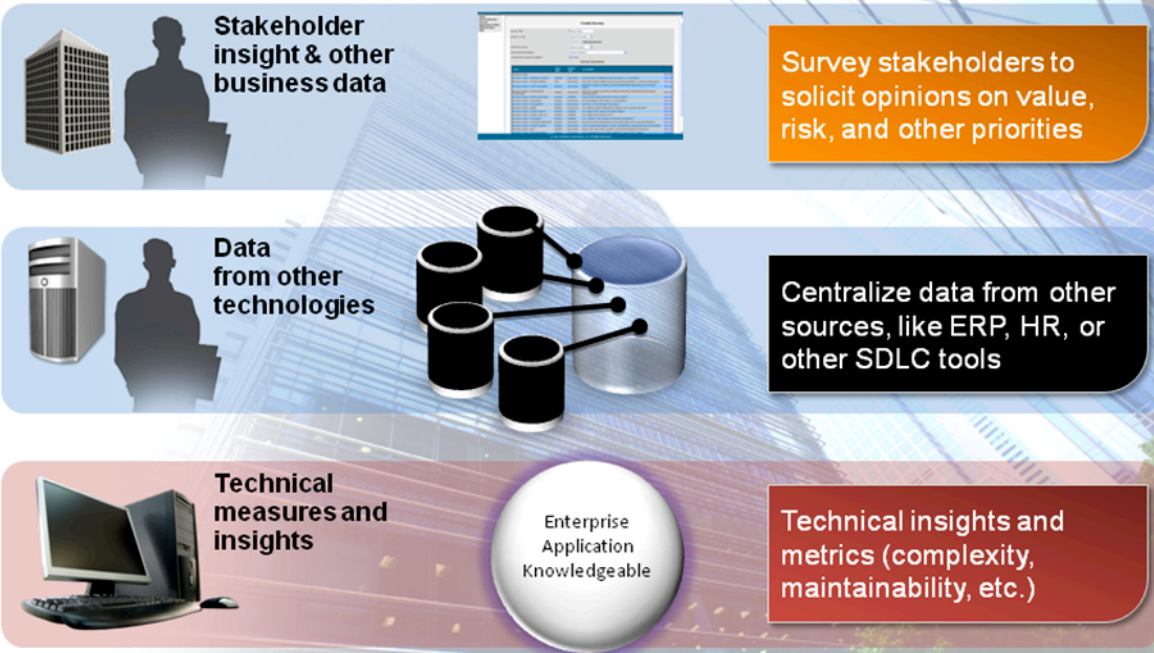 Stakeholder
insight & other
business data
Survey stakeholders to
solicit opinions on value,
risk, and other priorities
Data
from other
technologies
Centralize data from other
sources, like ERP, HR, or
other SDLC tools
Technical
measures and
insights
Enterprise
Application
Knowledgeable
Technical insights and
metrics (complexity,
maintainability, etc.)